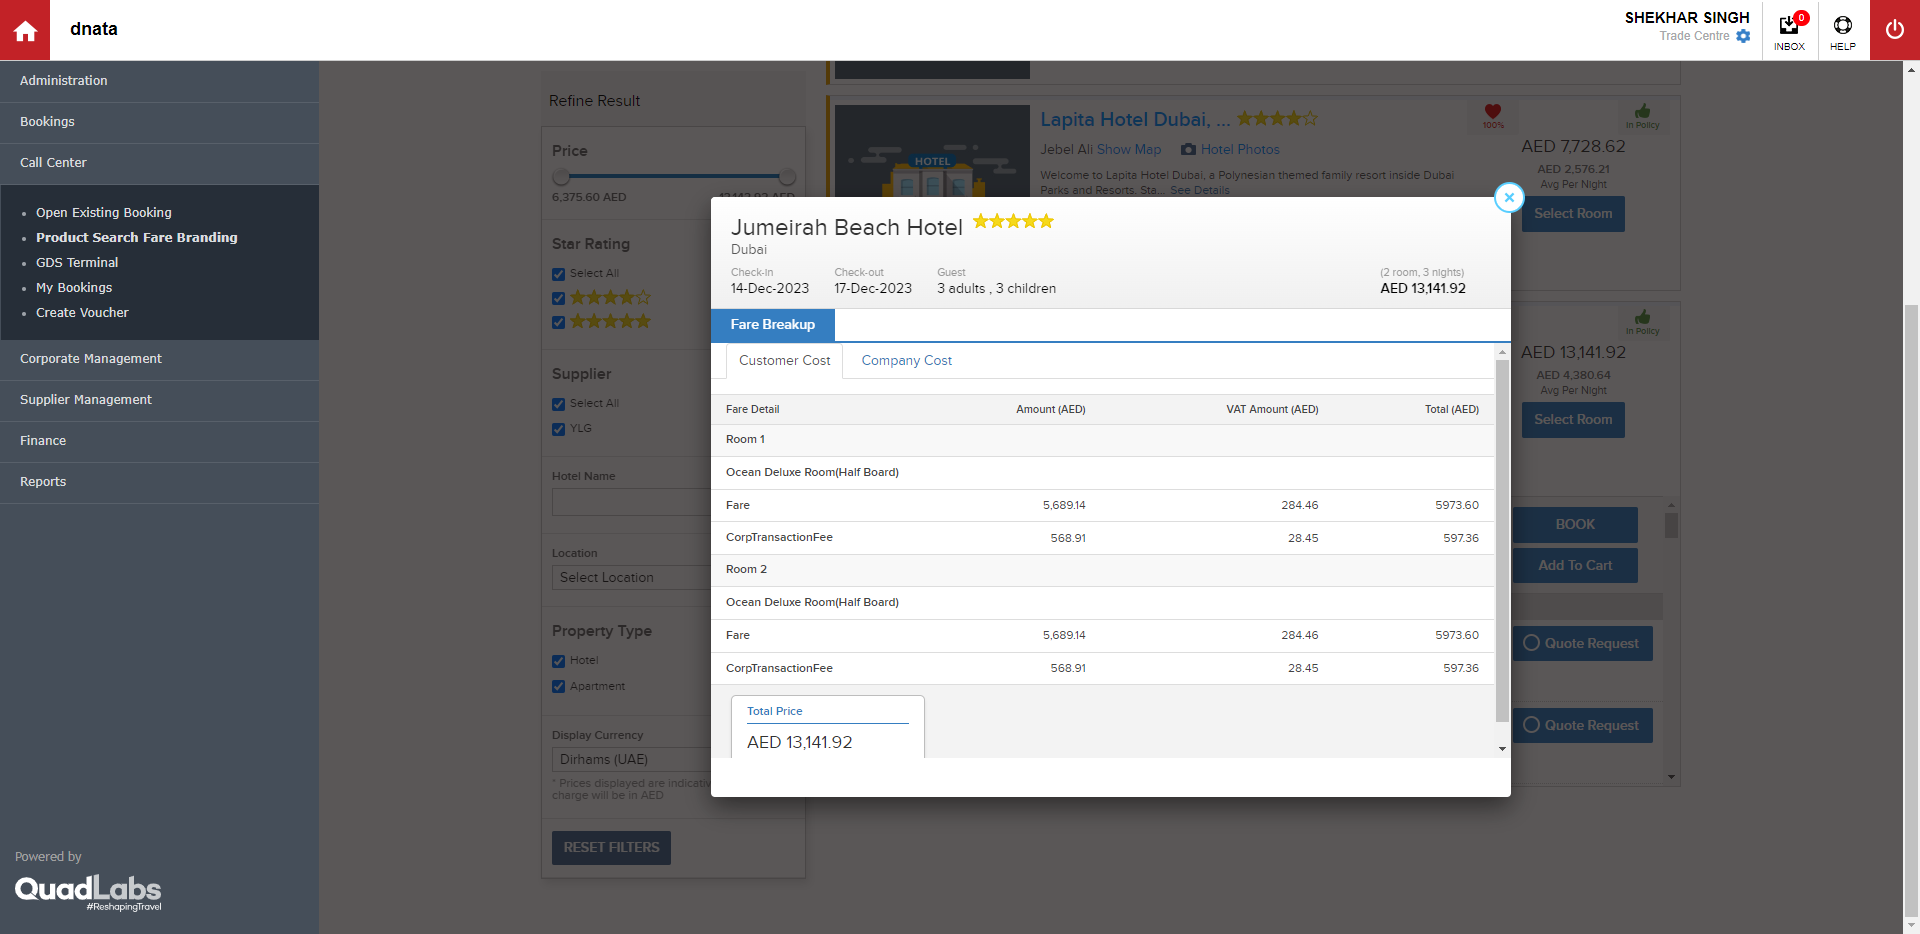 dnata
SHEKHAR SINGH
Trade Centre
0
INBOX
HELP
Administration
Bookings
Call Center
Open Existing Booking
Product Search Fare Branding
GDS Terminal
My Bookings
Create Voucher
Corporate Management
Supplier Management
Finance
Reports
Powered by
QuadLabs
#ReshapingTravel
Refine Result
Price
6,375.60 AED
Star Rating
Select All
Supplier
Select All
YLG
Hotel Name
Location
Select Location
Property Type
Hotel
Apartment
Display Currency
Dirhams (UAE)
* Prices displayed are
charge will be in AED
RESET FILTERS
HOTEL
Lapita Hotel Dubai, ...
100%
In Policy
Jebel Ali Show Map Hotel Photos
Welcome to Lapita Hotel Dubai, a Polynesian themed family resort inside Dubai
Parks and Resorts. Sta... See Details
AED 7,728.62
AED 2,576.21
Avg Per Night
Select Room
In Policy
AED 13,141.92
AED 4,380.64
Avg Per Night
Select Room
BOOK
Add To Cart
Quote Request
Quote Request
Jumeirah Beach Hotel
Dubai
Check-in Check-out Guest (2 room, 3 nights)
14-Dec-2023 17-Dec-2023 3 adults , 3 children AED 13,141.92
Fare Breakup
Customer Cost Company Cost
Fare Detail Amount (AED) VAT Amount (AED) Total (AED)
Room 1
Ocean Deluxe Room(Half Board)
Fare 5,689.14 284.46 5973.60
CorpTransactionFee 568.91 28.45 597.36
Room 2
Ocean Deluxe Room(Half Board)
Fare 5,689.14 284.46 5973.60
CorpTransactionFee 568.91 28.45 597.36
Total Price
AED 13,141.92